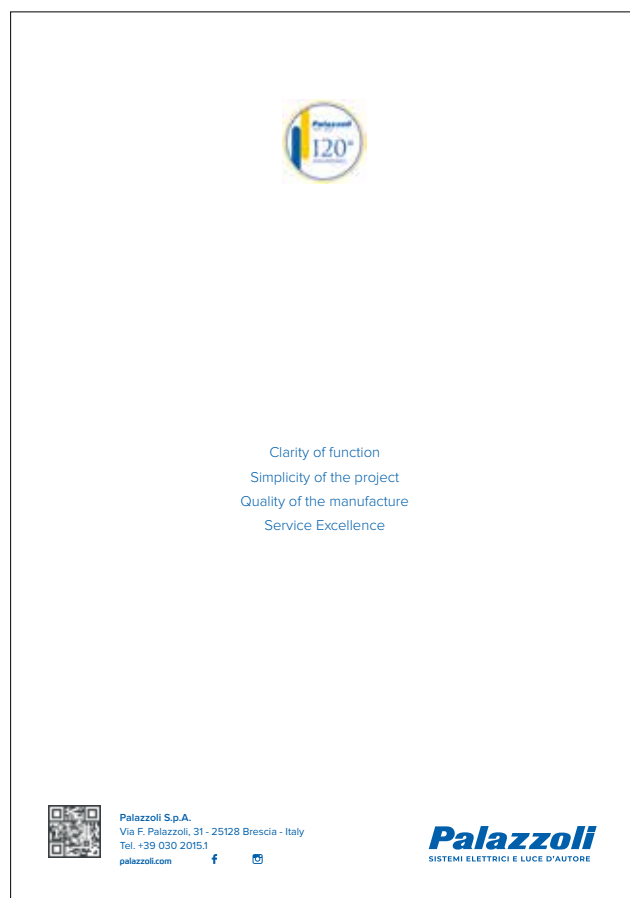 Palazzoli
120°
Clarity of function
Simplicity of the project
Quality of the manufacture
Service Excellence
Palazzoli S.p.A.
Via F. Palazzoli, 31 - 25128 Brescia - Italy
Tel. +39 030 2015.1
palazzoli.com
Palazzoli
SISTEMI ELETTRICI E LUCE D'AUTORE